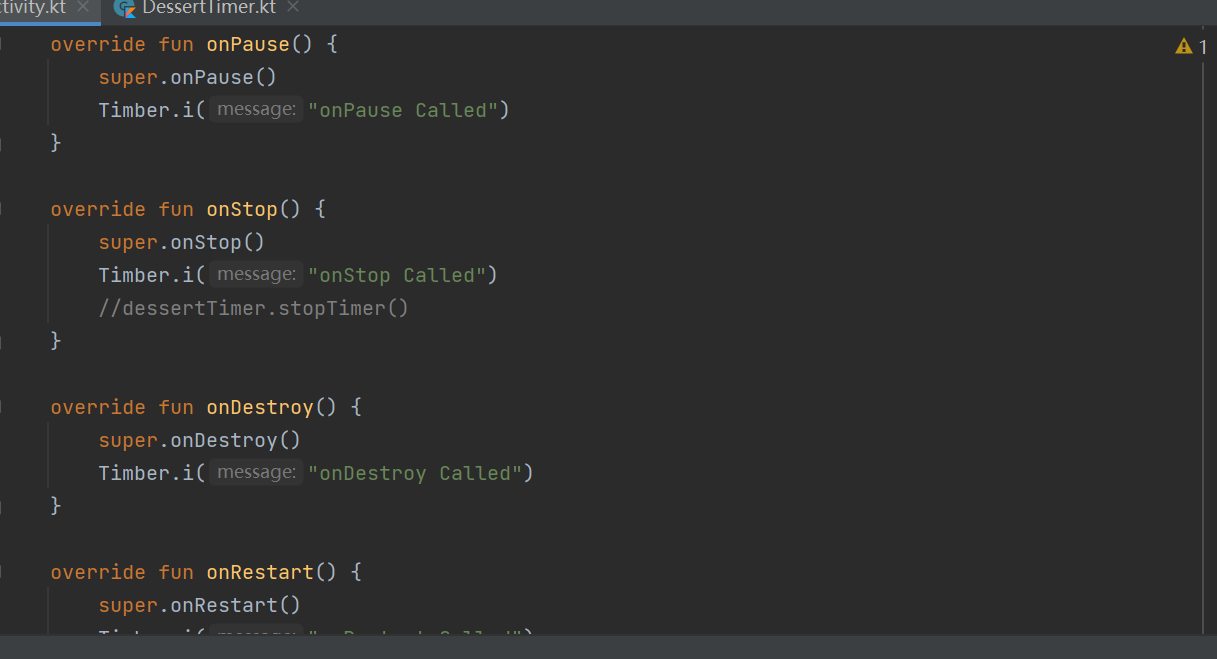 ctivity.kt × DessertTimer.kt ×
override fun onPause() { 1
super.onPause()
Timber.i( message: "onPause Called")
}
override fun onStop() {
super.onStop()
Timber.i( message: "onStop Called")
//dessertTimer.stopTimer()
}
override fun onDestroy() {
super.onDestroy()
Timber.i( message: "onDestroy Called")
}
override fun onRestart() {
super.onRestart()